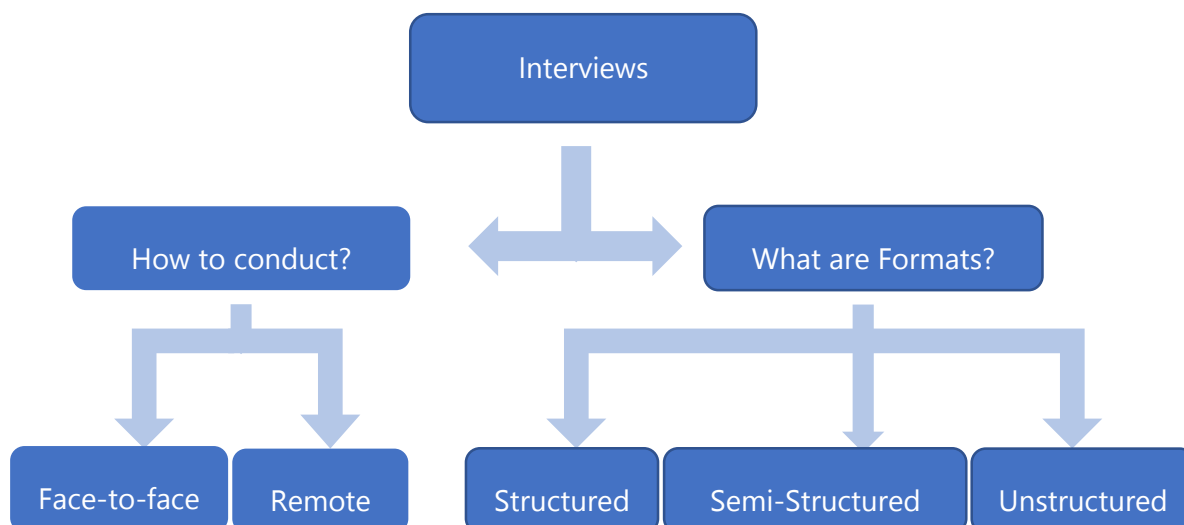 Interviews
How to conduct?
What are Formats?
Face-to-face
Remote
Structured
Semi-Structured
Unstructured